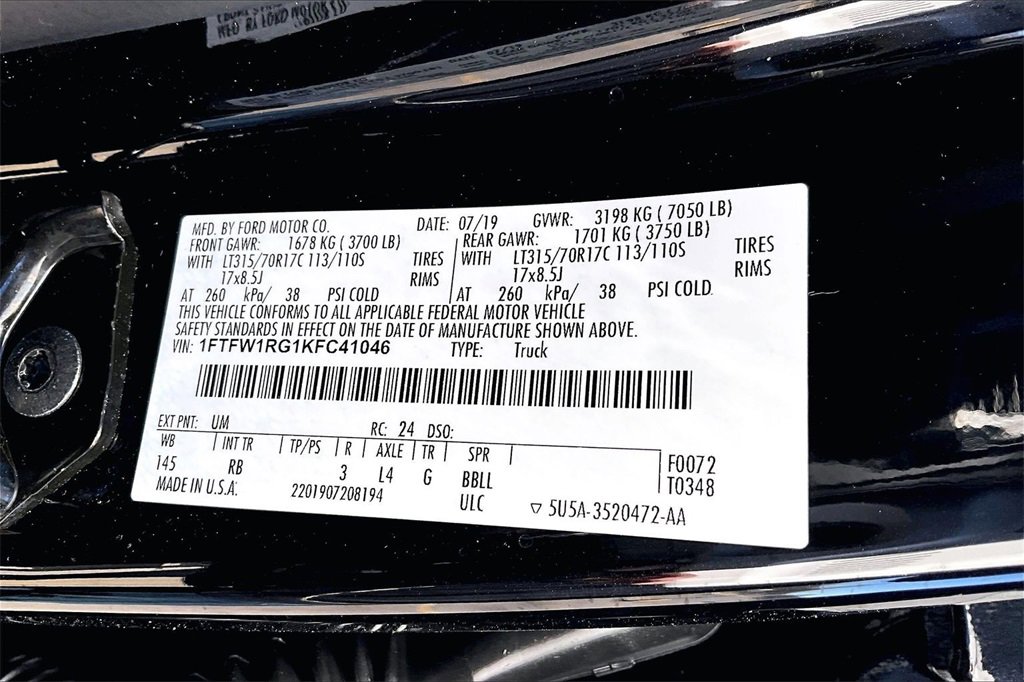 MFD. BY FORD MOTOR CO. DATE: 07/19 GVWR: 3198 KG ( 7050 LB)
FRONT GAWR: 1678 KG ( 3700 LB) REAR GAWR: 1701 KG ( 3750 LB)
WITH LT315/70R17C 113/110S TIRES WITH LT315/70R17C 113/110S TIRES
17x8.5J RIMS 17x8.5J RIMS
AT 260 kPa/ 38 PSI COLD AT 260 kPa/ 38 PSI COLD
THIS VEHICLE CONFORMS TO ALL APPLICABLE FEDERAL MOTOR VEHICLE
SAFETY STANDARDS IN EFFECT ON THE DATE OF MANUFACTURE SHOWN ABOVE.
VIN: 1FTFW1RG1KFC41046 TYPE: Truck
EXT PNT: UM RC: 24 DSO:
WB INT TR TP/PS R AXLE TR SPR F0072
145 RB 3 L4 G BBLL T0348
MADE IN U.S.A. 2201907208194 ULC ▽ 5U5A-3520472-AA